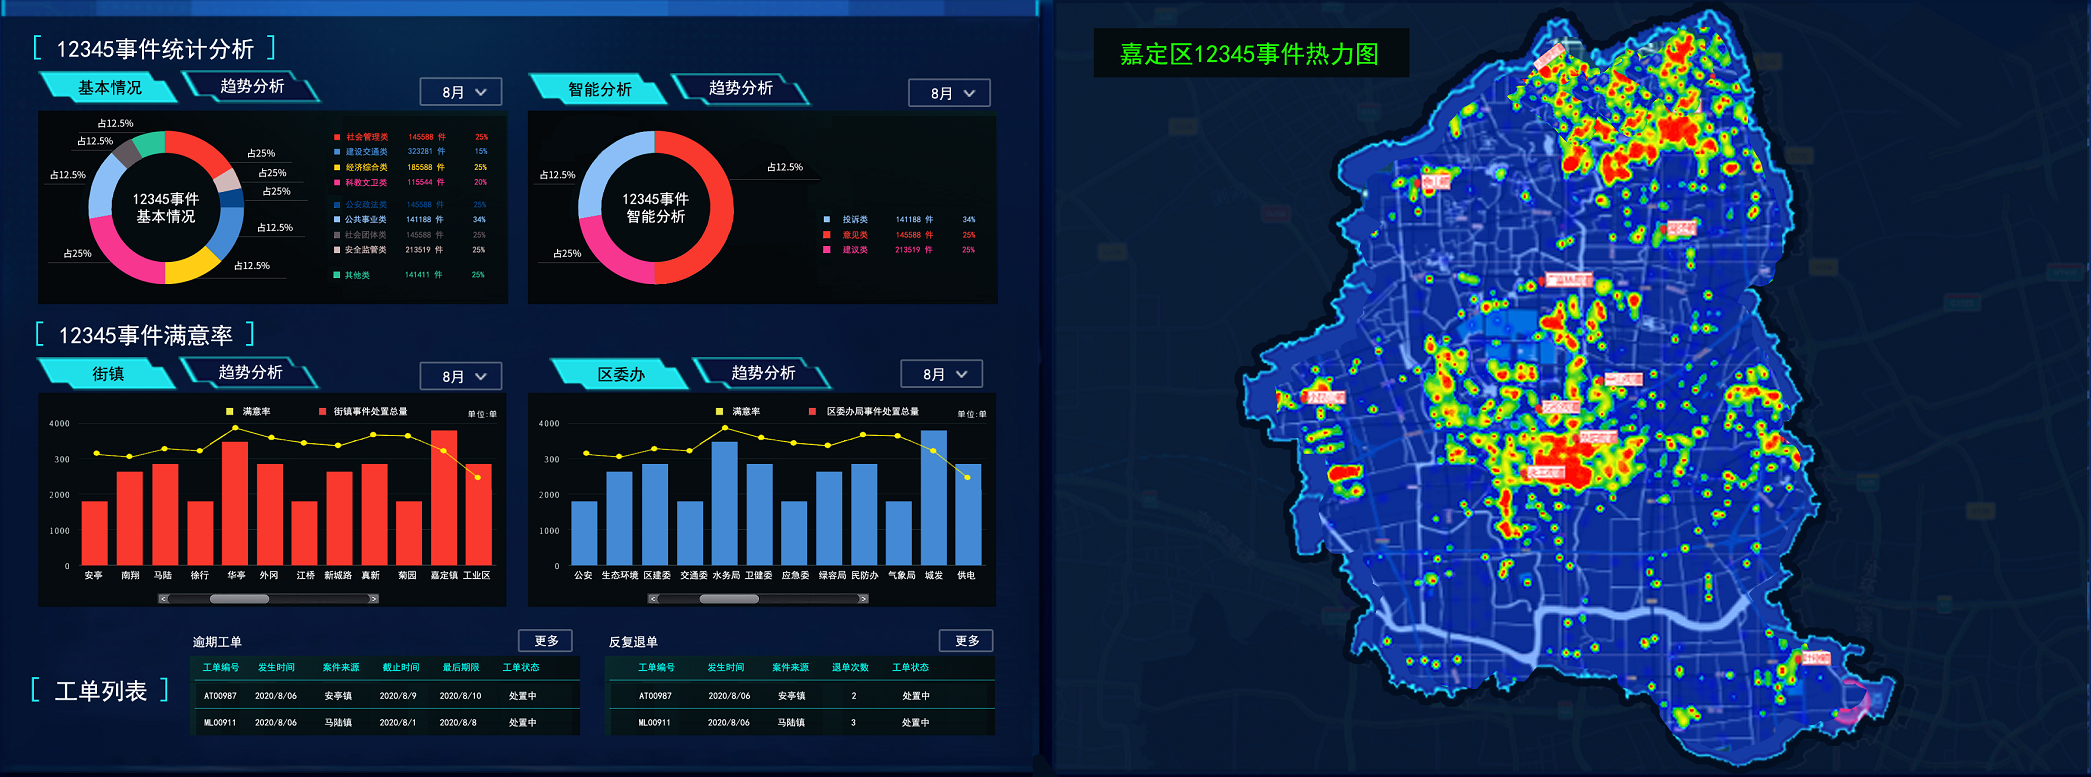 12345事件统计分析
基本情况
趋势分析
8月
智能分析
趋势分析
8月
占12.5%
占12.5%
占12.5%
占25%
占25%
占25%
占25%
占12.5%
占12.5%
12345事件
基本情况
社会管理类 145588 件 25%
建设交通类 323281 件 15%
经济综合类 185588 件 25%
科教文卫类 115544 件 20%
公安政法类 145588 件 25%
公共事业类 141188 件 34%
社会团体类 145588 件 25%
安全监管类 213519 件 25%
其他类 141411 件 25%
占12.5%
占12.5%
占25%
12345事件
智能分析
投诉类 141188 件 34%
意见类 145588 件 25%
建议类 213519 件 25%
12345事件满意率
街镇
趋势分析
8月
区委办
趋势分析
8月
满意率 街镇事件处置总量 单位:单
4000
300
2000
1000
0
安亭 南翔 马陆 徐行 华亭 外冈 江桥 新城路 真新 菊园 嘉定镇 工业区
满意率 区委办局事件处置总量 单位:单
4000
300
2000
1000
0
公安 生态环境 区建委 交通委 水务局 卫健委 应急委 绿容局 民防办 气象局 城发 供电
工单列表
逾期工单
更多
工单编号 发生时间 案件来源 截止时间 最后期限 工单状态
AT00987 2020/8/06 安亭镇 2020/8/9 2020/8/10 处置中
ML00911 2020/8/06 马陆镇 2020/8/1 2020/8/8 处置中
反复退单
更多
工单编号 发生时间 案件来源 退单次数 工单状态
AT00987 2020/8/06 安亭镇 2 处置中
ML00911 2020/8/06 马陆镇 3 处置中
嘉定区12345事件热力图